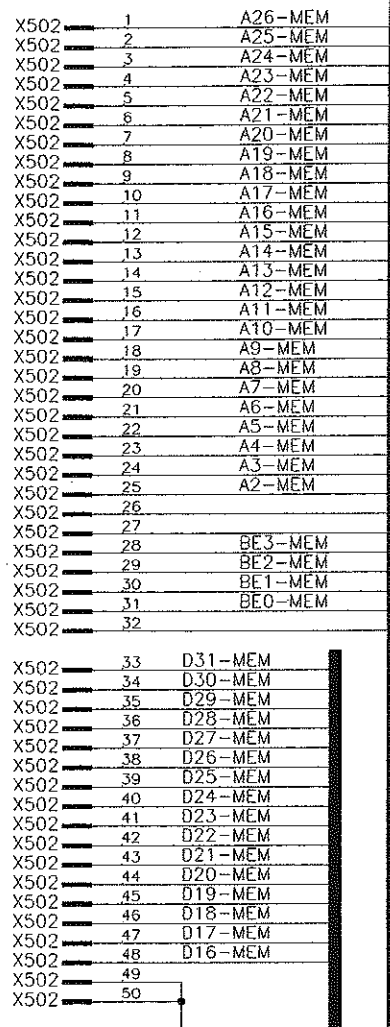 X502 1 A26-MEM
X502 2 A25-MEM
X502 3 A24-MEM
X502 4 A23-MEM
X502 5 A22-MEM
X502 6 A21-MEM
X502 7 A20-MEM
X502 8 A19-MEM
X502 9 A18-MEM
X502 10 A17-MEM
X502 11 A16-MEM
X502 12 A15-MEM
X502 13 A14-MEM
X502 14 A13-MEM
X502 15 A12-MEM
X502 16 A11-MEM
X502 17 A10-MEM
X502 18 A9-MEM
X502 19 A8-MEM
X502 20 A7-MEM
X502 21 A6-MEM
X502 22 A5-MEM
X502 23 A4-MEM
X502 24 A3-MEM
X502 25 A2-MEM
X502 26
X502 27
X502 28 BE3-MEM
X502 29 BE2-MEM
X502 30 BE1-MEM
X502 31 BE0-MEM
X502 32
X502 33 D31-MEM
X502 34 D30-MEM
X502 35 D29-MEM
X502 36 D28-MEM
X502 37 D27-MEM
X502 38 D26-MEM
X502 39 D25-MEM
X502 40 D24-MEM
X502 41 D23-MEM
X502 42 D22-MEM
X502 43 D21-MEM
X502 44 D20-MEM
X502 45 D19-MEM
X502 46 D18-MEM
X502 47 D17-MEM
X502 48 D16-MEM
X502 49
X502 50